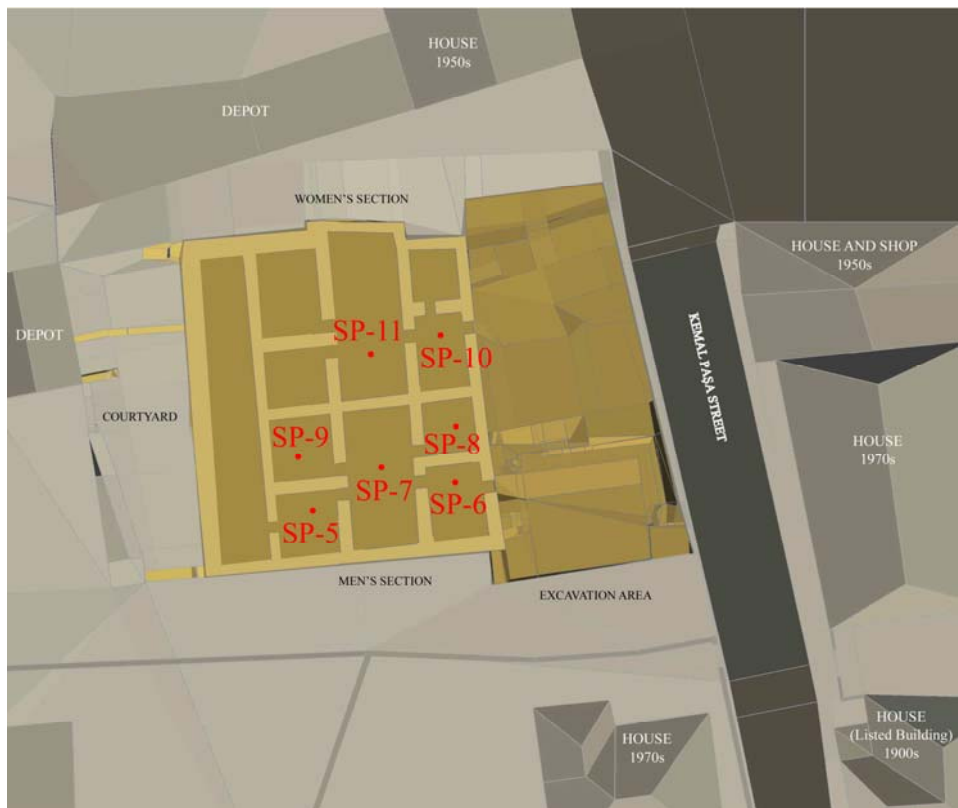 HOUSE
1950s
DEPOT
WOMEN'S SECTION
HOUSE AND SHOP
1950s
DEPOT
SP-11
SP-10
KEMAL PAŞA STREET
COURTYARD
SP-9
SP-8
HOUSE
1970s
SP-7
SP-6
SP-5
MEN'S SECTION
EXCAVATION AREA
HOUSE
1970s
HOUSE
(Listed Building)
1900s